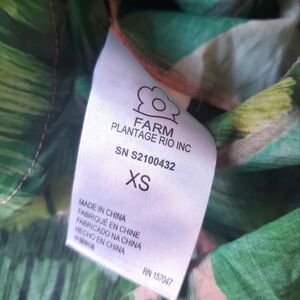 FARM
PLANTAGE RIO INC
SN S2100432
XS
MADE IN CHINA
FABRIQUÉ EN CHINE
FABRICADO NA CHINA
HECHO EN CHINA
RN 157047